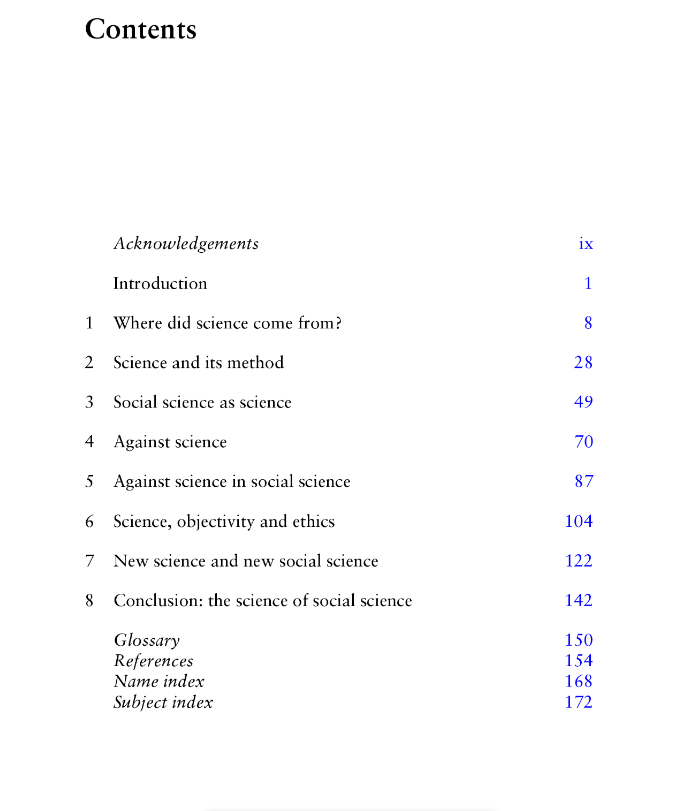 Contents
Acknowledgements ix
Introduction 1
1 Where did science come from? 8
2 Science and its method 28
3 Social science as science 49
4 Against science 70
5 Against science in social science 87
6 Science, objectivity and ethics 104
7 New science and new social science 122
8 Conclusion: the science of social science 142
Glossary 150
References 154
Name index 168
Subject index 172